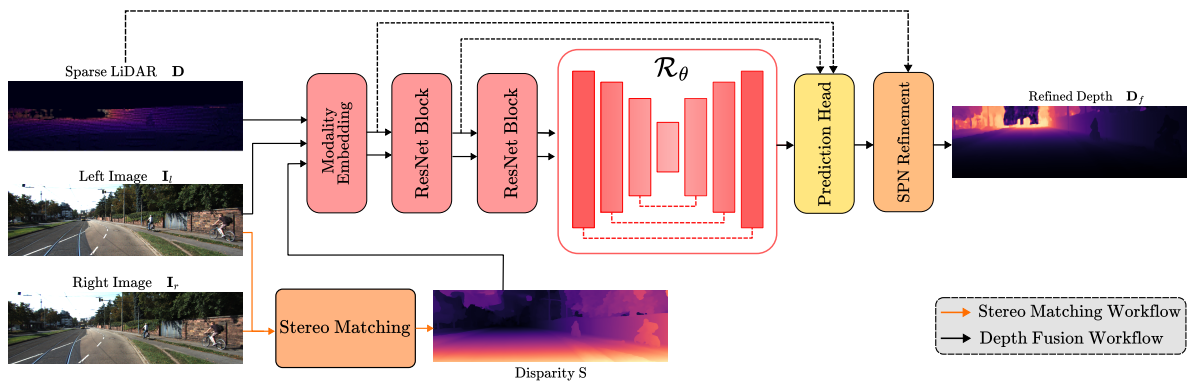 Sparse LiDAR D
Left Image I_l
Right Image I_r
Modality
Embedding
ResNet Block
ResNet Block
ℛ_θ
Prediction Head
SPN Refinement
Refined Depth D_f
Stereo Matching
Disparity S
Stereo Matching Workflow
Depth Fusion Workflow